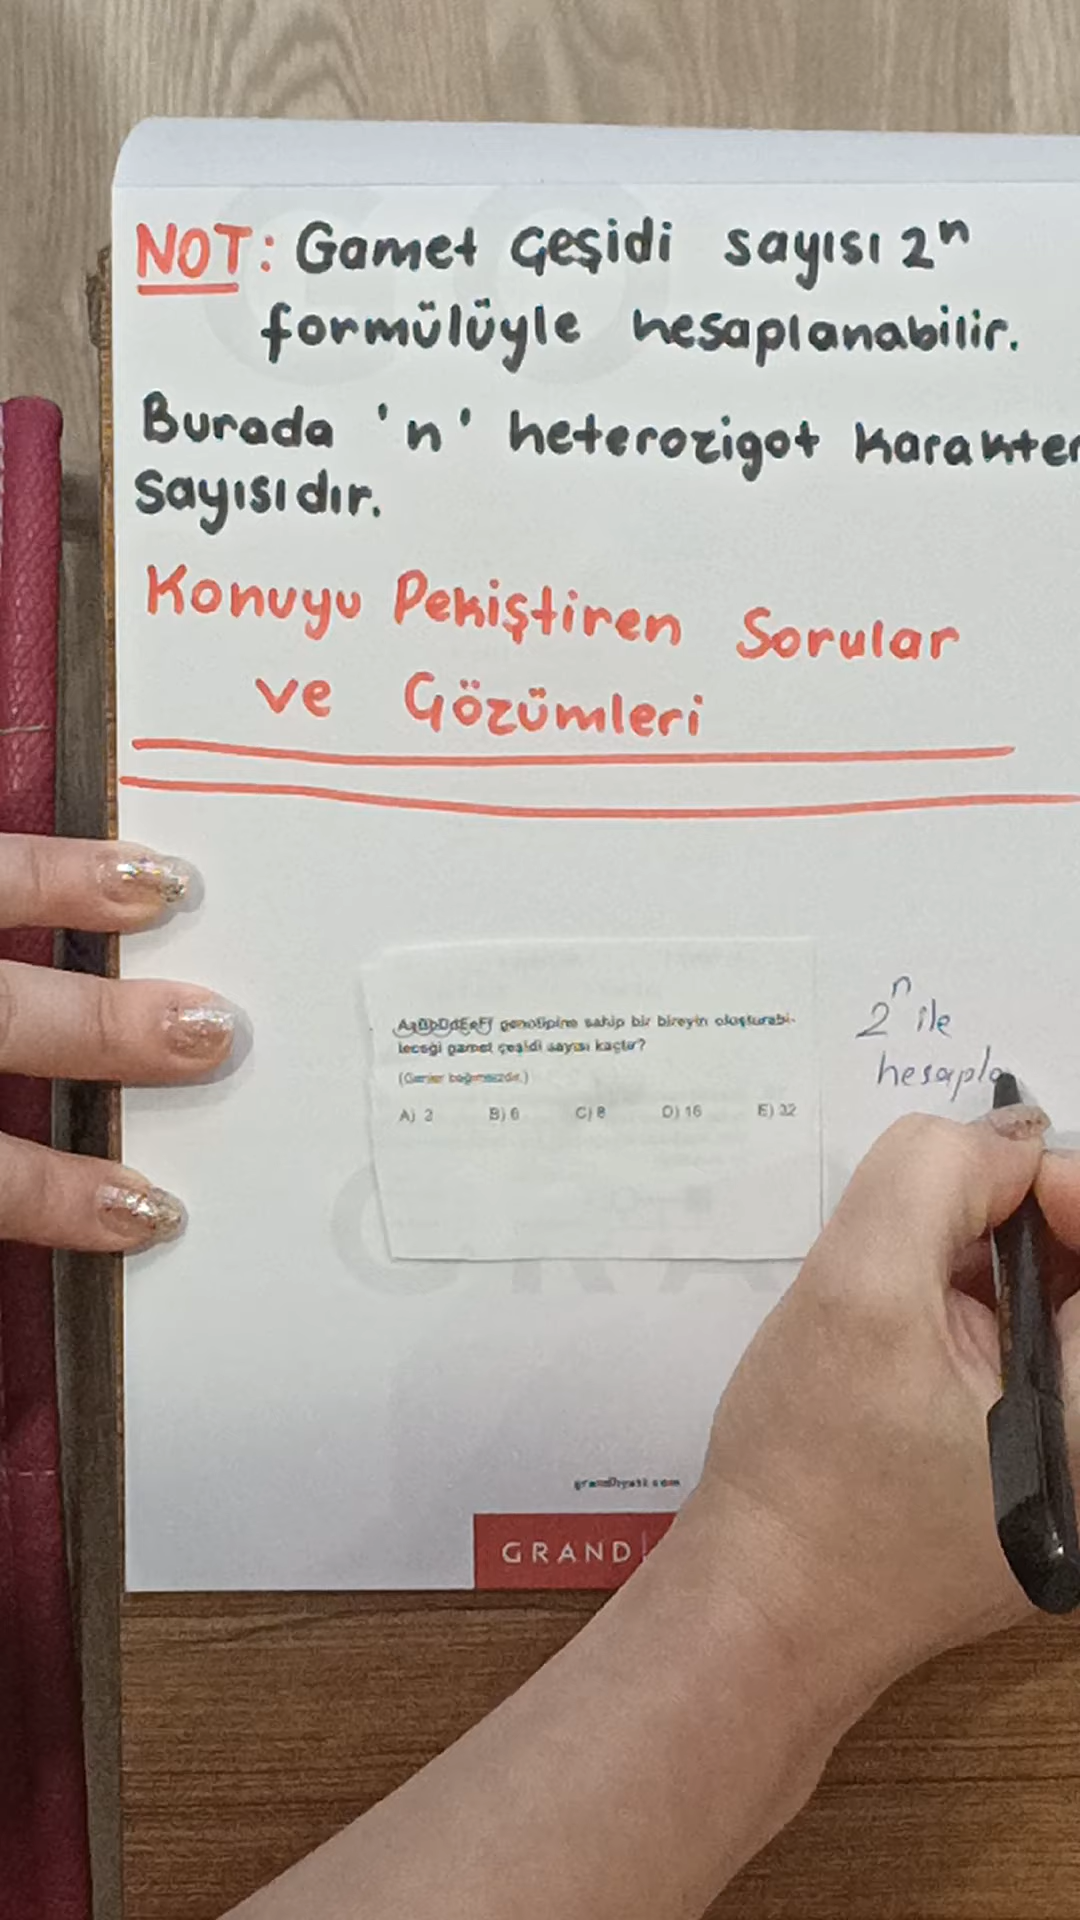 NOT: Gamet Çeşidi sayısı 2ⁿ
formülüyle hesaplanabilir.
Burada 'n' heterozigot karakter
sayısıdır.
Konuyu Pekiştiren Sorular
ve Çözümleri
AaBbDdEeFf genotipine sahip bir bireyin oluşturabi-
leceği gamet çeşidi sayısı kaçtır?
(Genler bağımsızdır.)
A) 2 B) 6 C) 8 D) 16 E) 32
2ⁿ ile
hesapla
GRAND